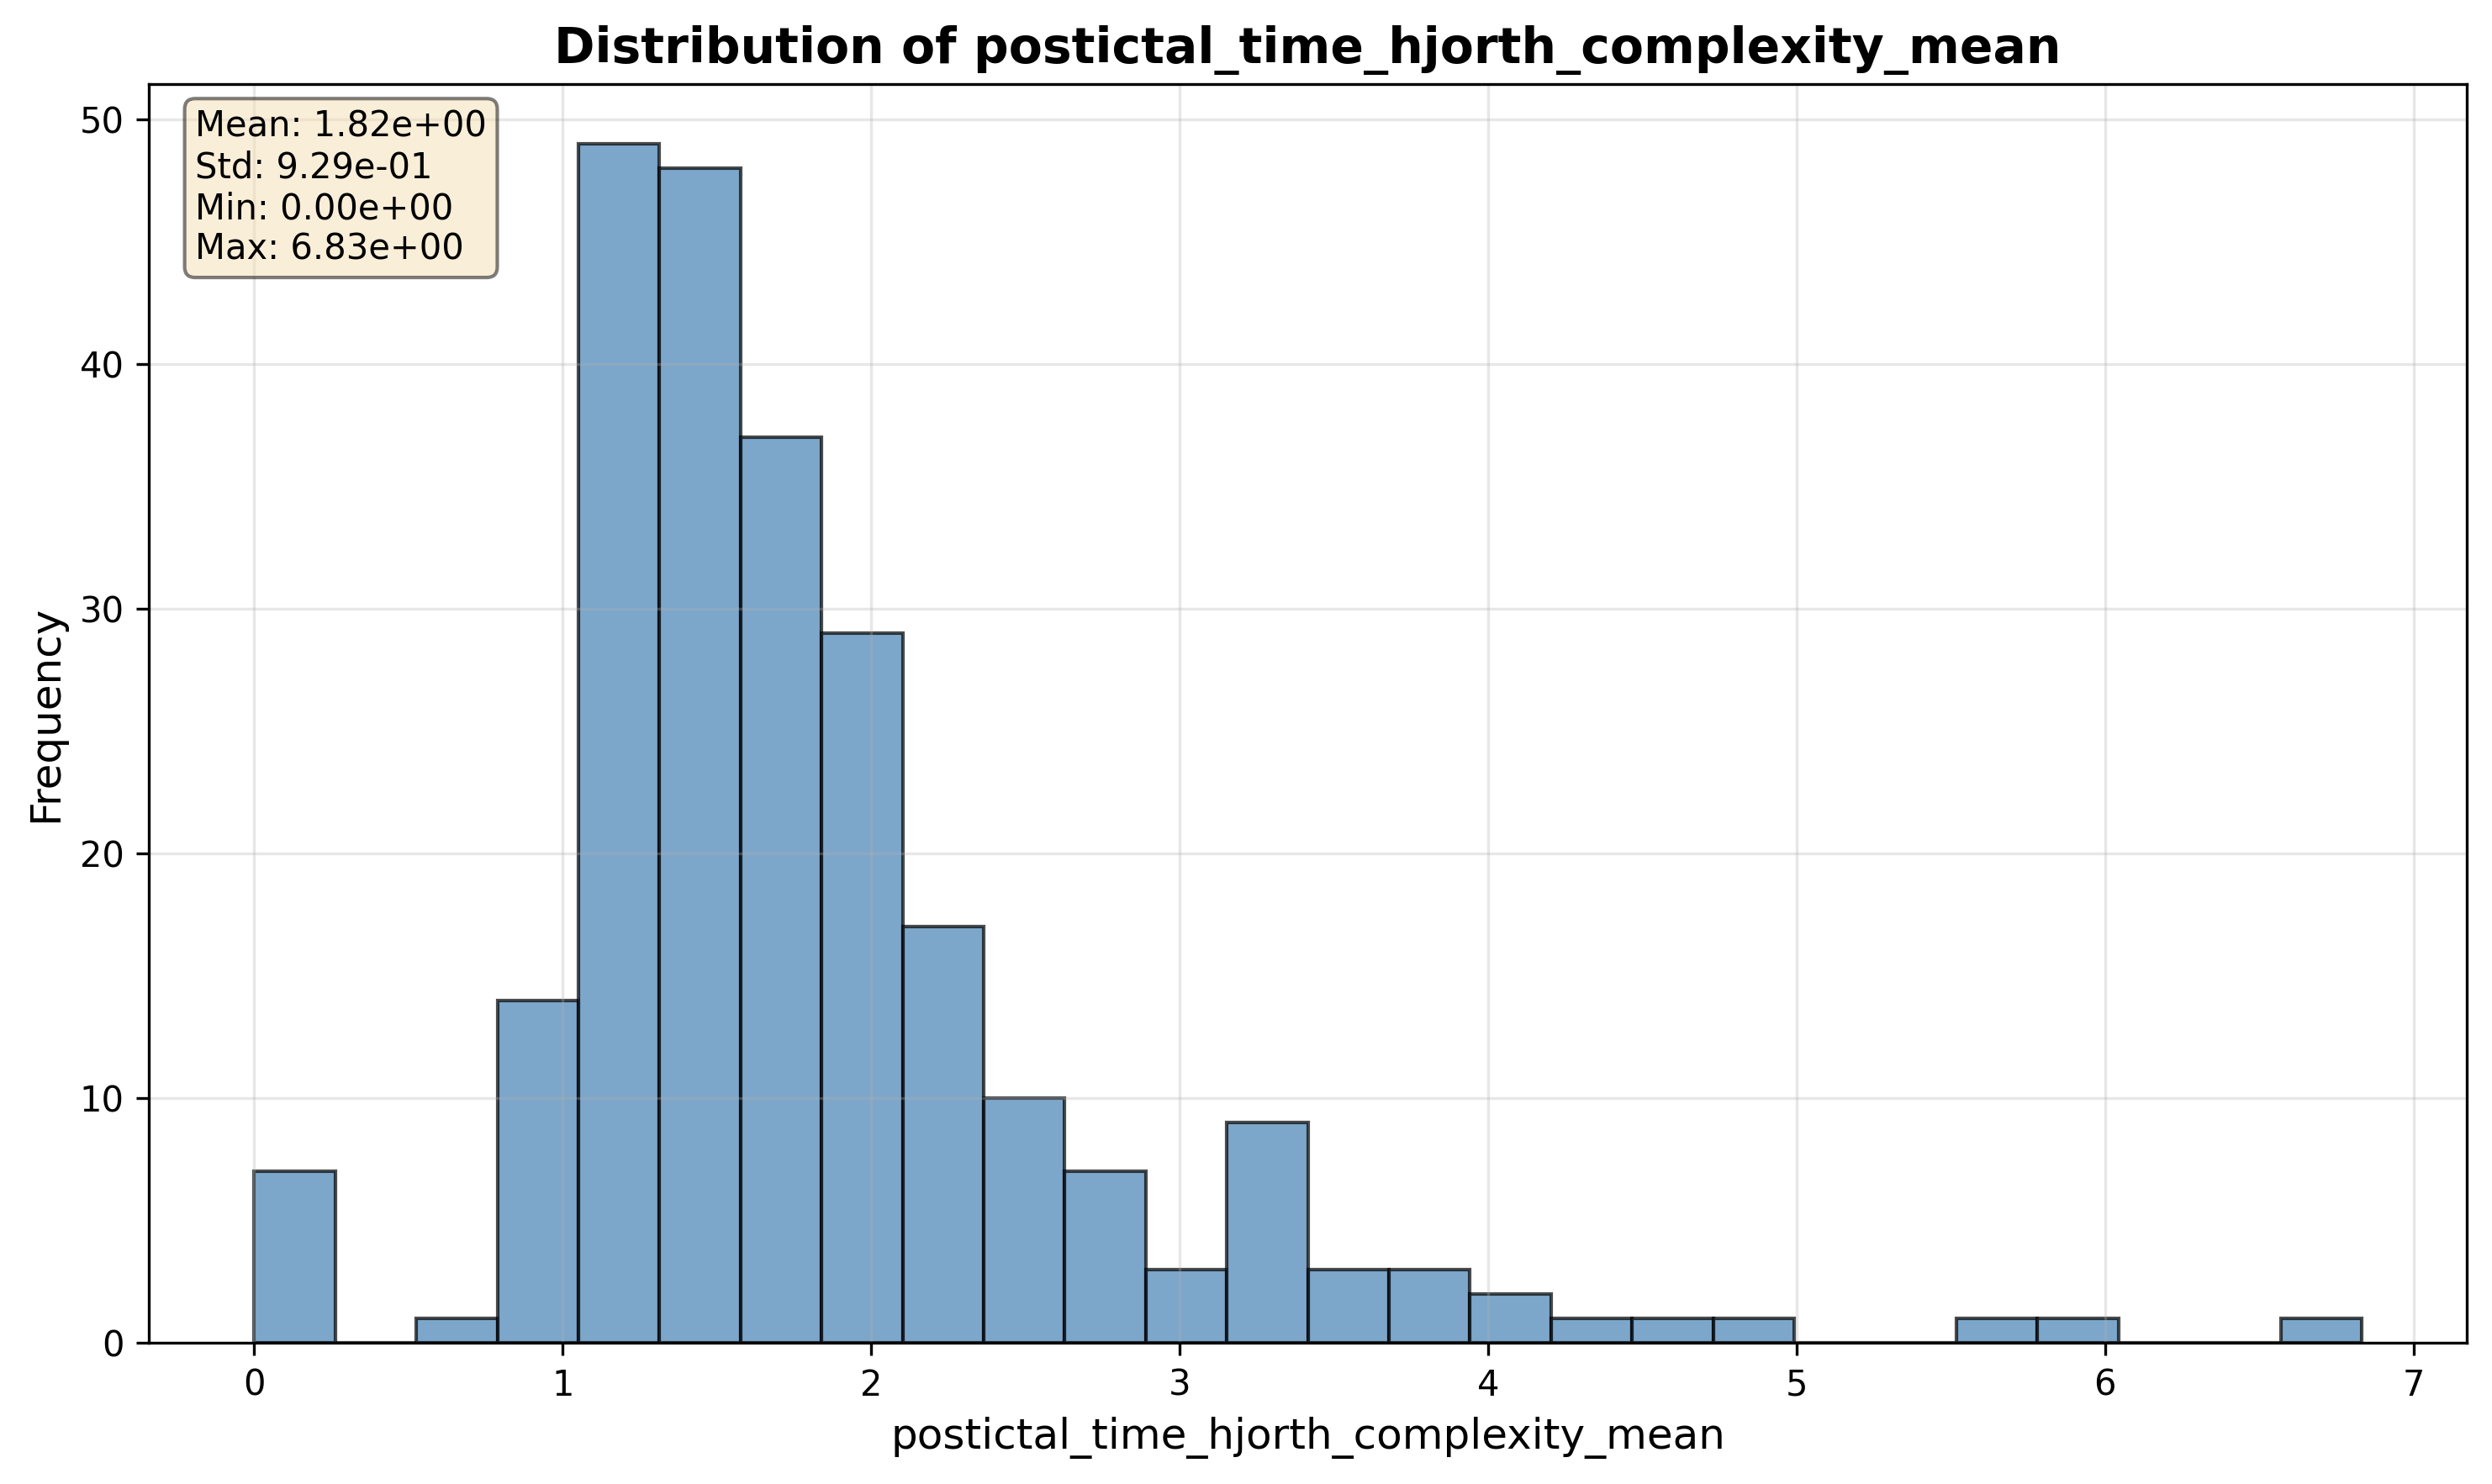 Distribution of postictal_time_hjorth_complexity_mean
Mean: 1.82e+00
Std: 9.29e-01
Min: 0.00e+00
Max: 6.83e+00
Frequency
50
40
30
20
10
0
0 1 2 3 4 5 6 7
postictal_time_hjorth_complexity_mean